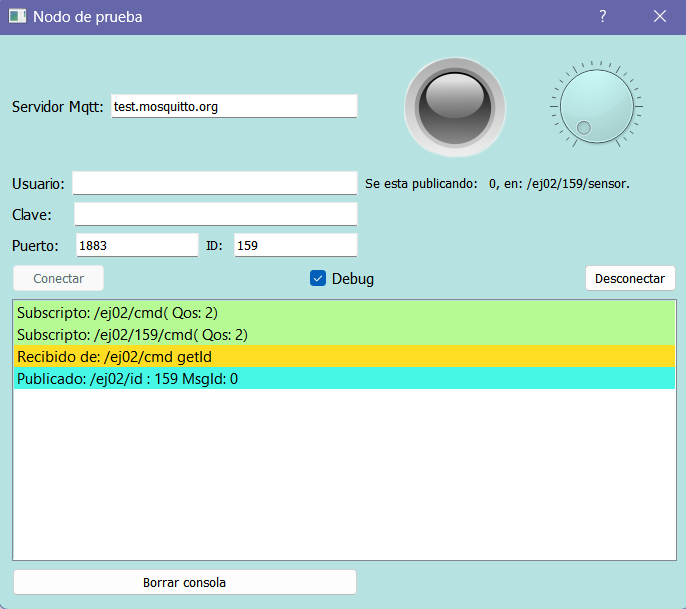 Nodo de prueba
Servidor Mqtt: test.mosquitto.org
Usuario:
Se esta publicando: 0, en: /ej02/159/sensor.
Clave:
Puerto: 1883 ID: 159
Conectar Debug Desconectar
Subscripto: /ej02/cmd( Qos: 2)
Subscripto: /ej02/159/cmd( Qos: 2)
Recibido de: /ej02/cmd getId
Publicado: /ej02/id : 159 MsgId: 0
Borrar consola